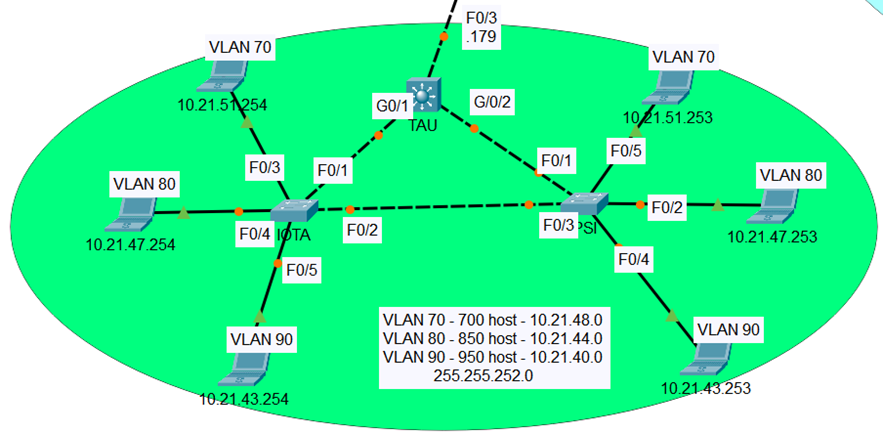 F0/3
.179
VLAN 70
10.21.51.254
G0/1
TAU
G/0/2
VLAN 70
10.21.51.253
F0/3
F0/1
F0/1
F0/5
VLAN 80
10.21.47.254
F0/4
IOTA
F0/2
F0/3
PSI
F0/2
VLAN 80
10.21.47.253
F0/5
F0/4
VLAN 90
10.21.43.254
VLAN 70 - 700 host - 10.21.48.0
VLAN 80 - 850 host - 10.21.44.0
VLAN 90 - 950 host - 10.21.40.0
255.255.252.0
VLAN 90
10.21.43.253